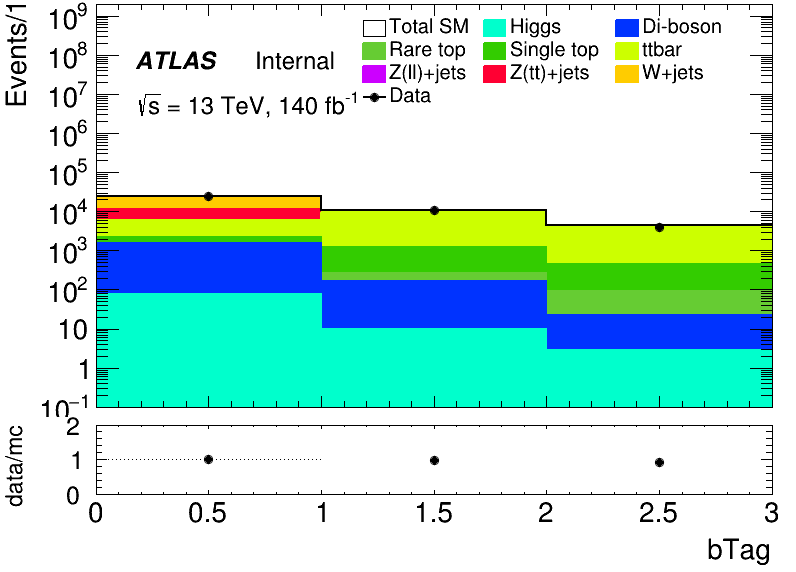 Events/1
10⁹
10⁸
10⁷
10⁶
10⁵
10⁴
10³
10²
10
1
10⁻¹
Total SM Higgs Di-boson
Rare top Single top ttbar
Z(ll)+jets Z(tt)+jets W+jets
Data
ATLAS Internal
√s = 13 TeV, 140 fb⁻¹
data/mc
2
1
0
0 0.5 1 1.5 2 2.5 3
bTag